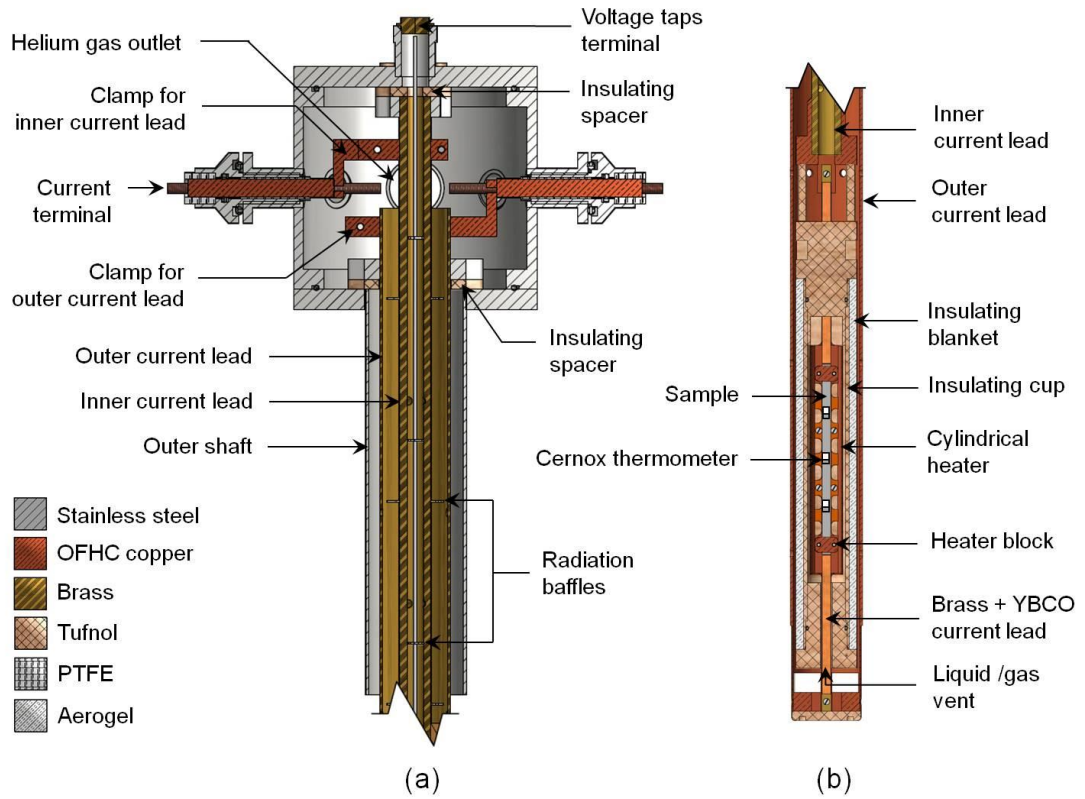 Voltage taps
terminal
Helium gas outlet
Clamp for
inner current lead
Insulating
spacer
Current
terminal
Clamp for
outer current lead
Insulating
spacer
Outer current lead
Inner current lead
Outer shaft
Radiation
baffles
Stainless steel
OFHC copper
Brass
Tufnol
PTFE
Aerogel
(a)
Inner
current lead
Outer
current lead
Insulating
blanket
Insulating cup
Sample
Cylindrical
heater
Cernox thermometer
Heater block
Brass + YBCO
current lead
Liquid /gas
vent
(b)